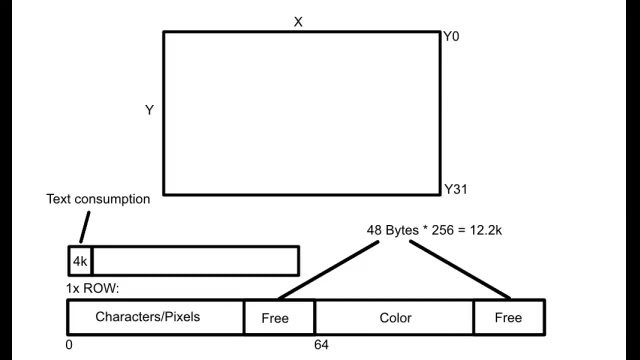 X
Y0
Y
Y31
Text consumption
48 Bytes * 256 = 12.2k
4k
1x ROW:
Characters/Pixels
Free
Color
Free
0
64